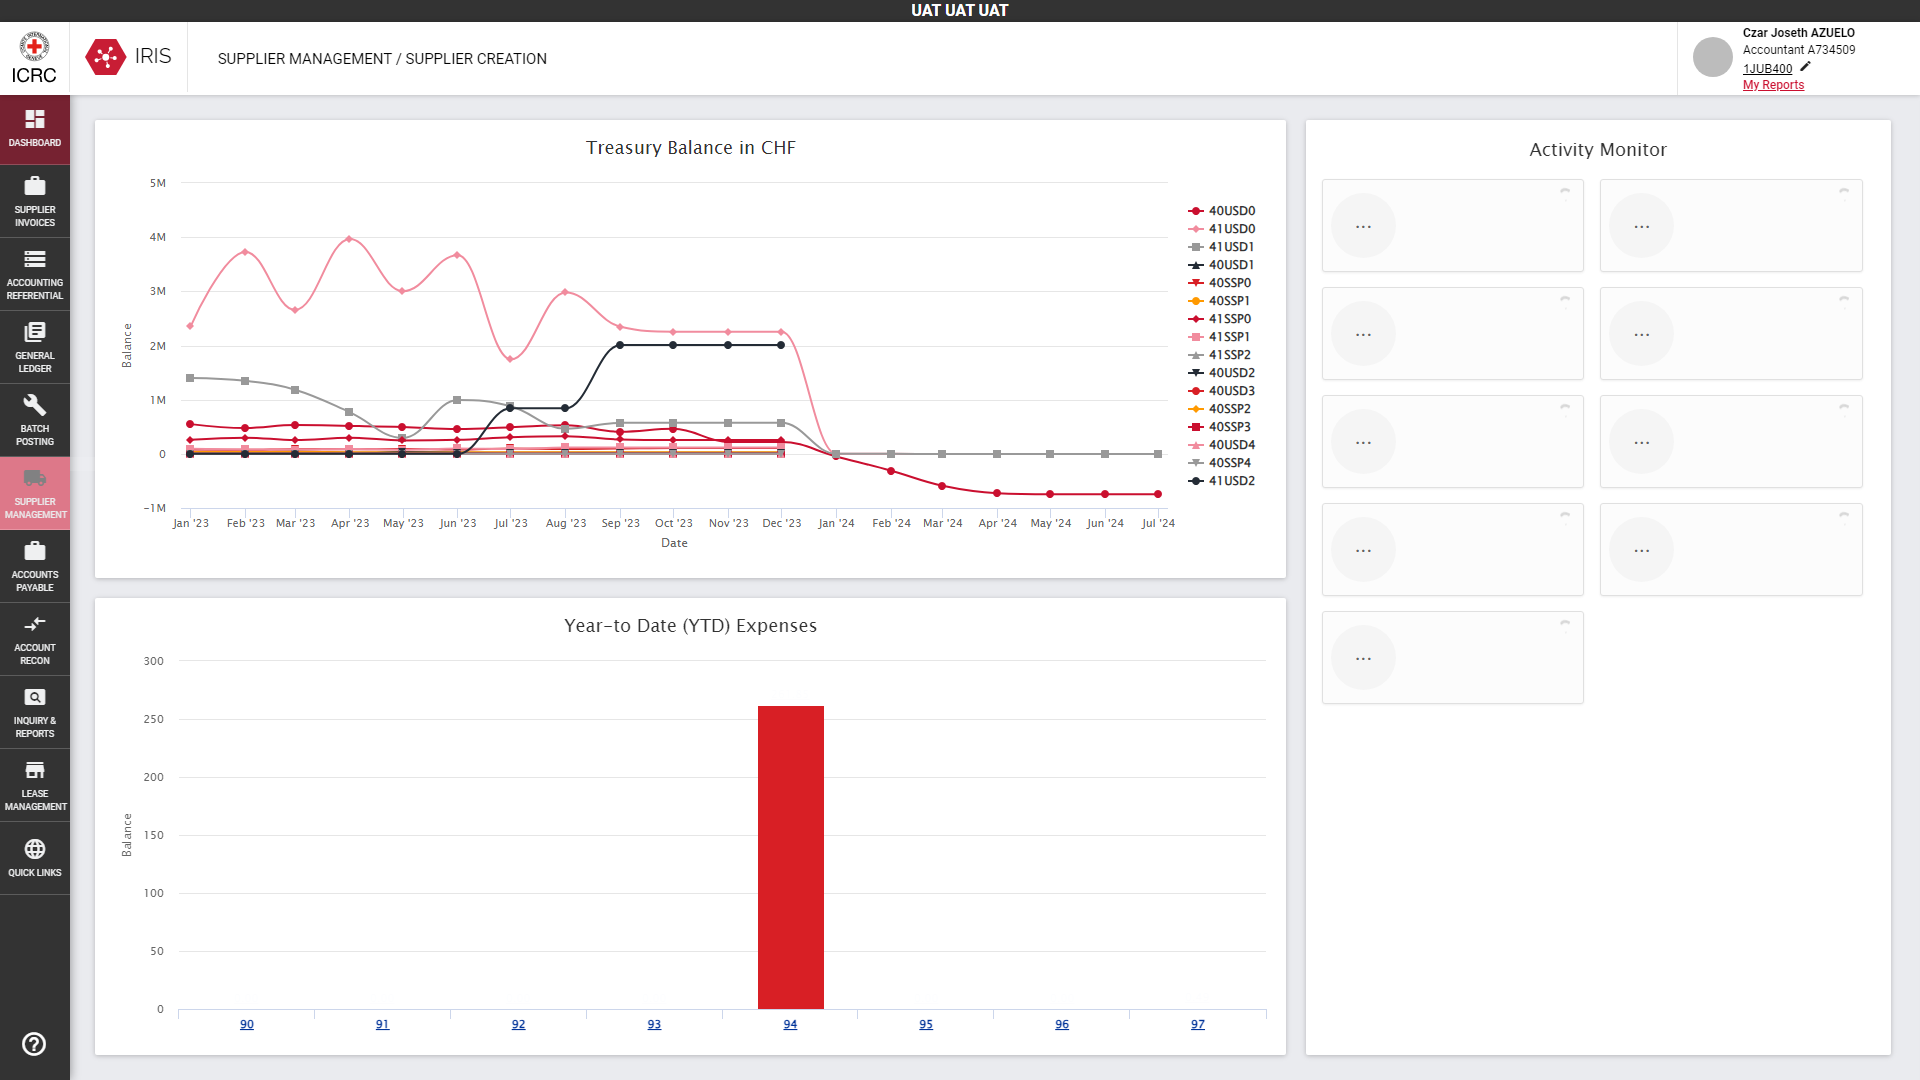 UAT UAT UAT
ICRC
IRIS
SUPPLIER MANAGEMENT / SUPPLIER CREATION
Czar Joseth AZUELO
Accountant A734509
1JUB400
My Reports
DASHBOARD
SUPPLIER
INVOICES
ACCOUNTING
REFERENTIAL
GENERAL
LEDGER
BATCH
POSTING
SUPPLIER
MANAGEMENT
ACCOUNTS
PAYABLE
ACCOUNT
RECON
INQUIRY &
REPORTS
LEASE
MANAGEMENT
QUICK LINKS
Treasury Balance in CHF
Balance
5M
4M
3M
2M
1M
0
-1M
Jan '23 Feb '23 Mar '23 Apr '23 May '23 Jun '23 Jul '23 Aug '23 Sep '23 Oct '23 Nov '23 Dec '23 Jan '24 Feb '24 Mar '24 Apr '24 May '24 Jun '24 Jul '24
Date
40USD0
41USD0
41USD1
40USD1
40SSP0
40SSP1
41SSP0
41SSP1
41SSP2
40USD2
40USD3
40SSP2
40SSP3
40USD4
40SSP4
41USD2
Year-to Date (YTD) Expenses
Balance
300
250
200
150
100
50
0
90 91 92 93 94 95 96 97
Activity Monitor
... ...
... ...
... ...
... ...
...